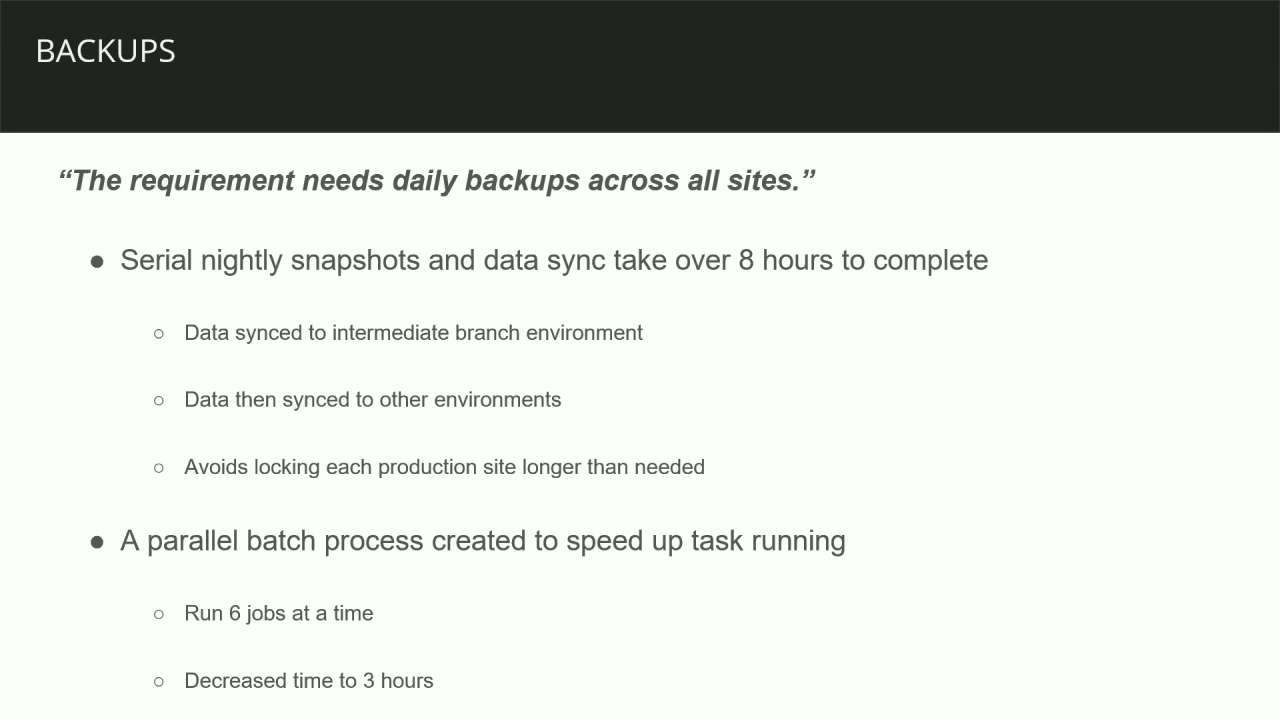 BACKUPS
“The requirement needs daily backups across all sites.”
● Serial nightly snapshots and data sync take over 8 hours to complete
○ Data synced to intermediate branch environment
○ Data then synced to other environments
○ Avoids locking each production site longer than needed
● A parallel batch process created to speed up task running
○ Run 6 jobs at a time
○ Decreased time to 3 hours